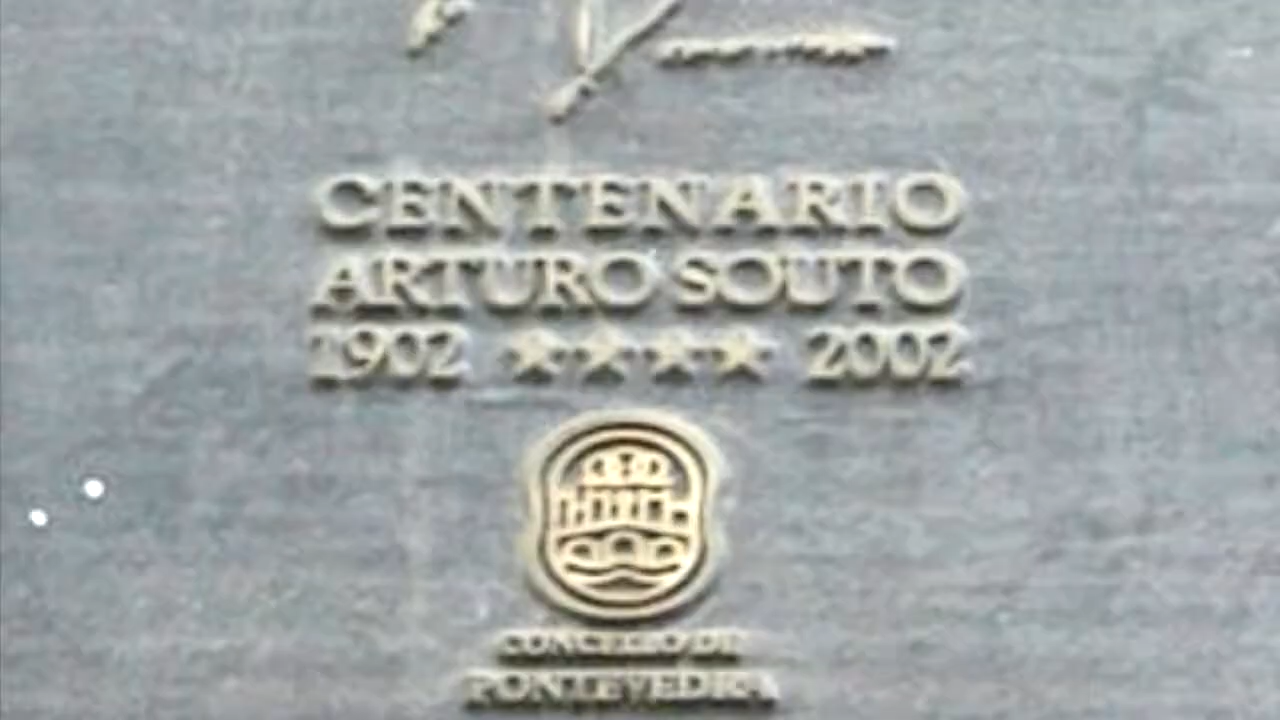 CENTENARIO
ARTURO SOUTO
1902 ★★★★ 2002
CONCELLO DE
PONTEVEDRA